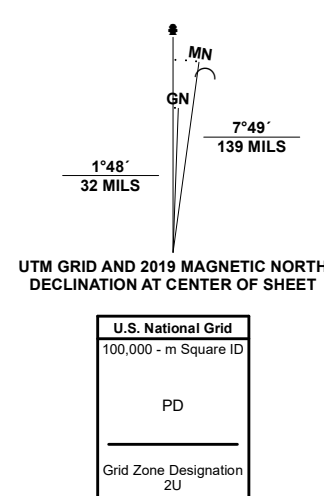 MN
GN
7°49´
139 MILS
1°48´
32 MILS
UTM GRID AND 2019 MAGNETIC NORTH
DECLINATION AT CENTER OF SHEET
U.S. National Grid
100,000 - m Square ID
PD
Grid Zone Designation
2U